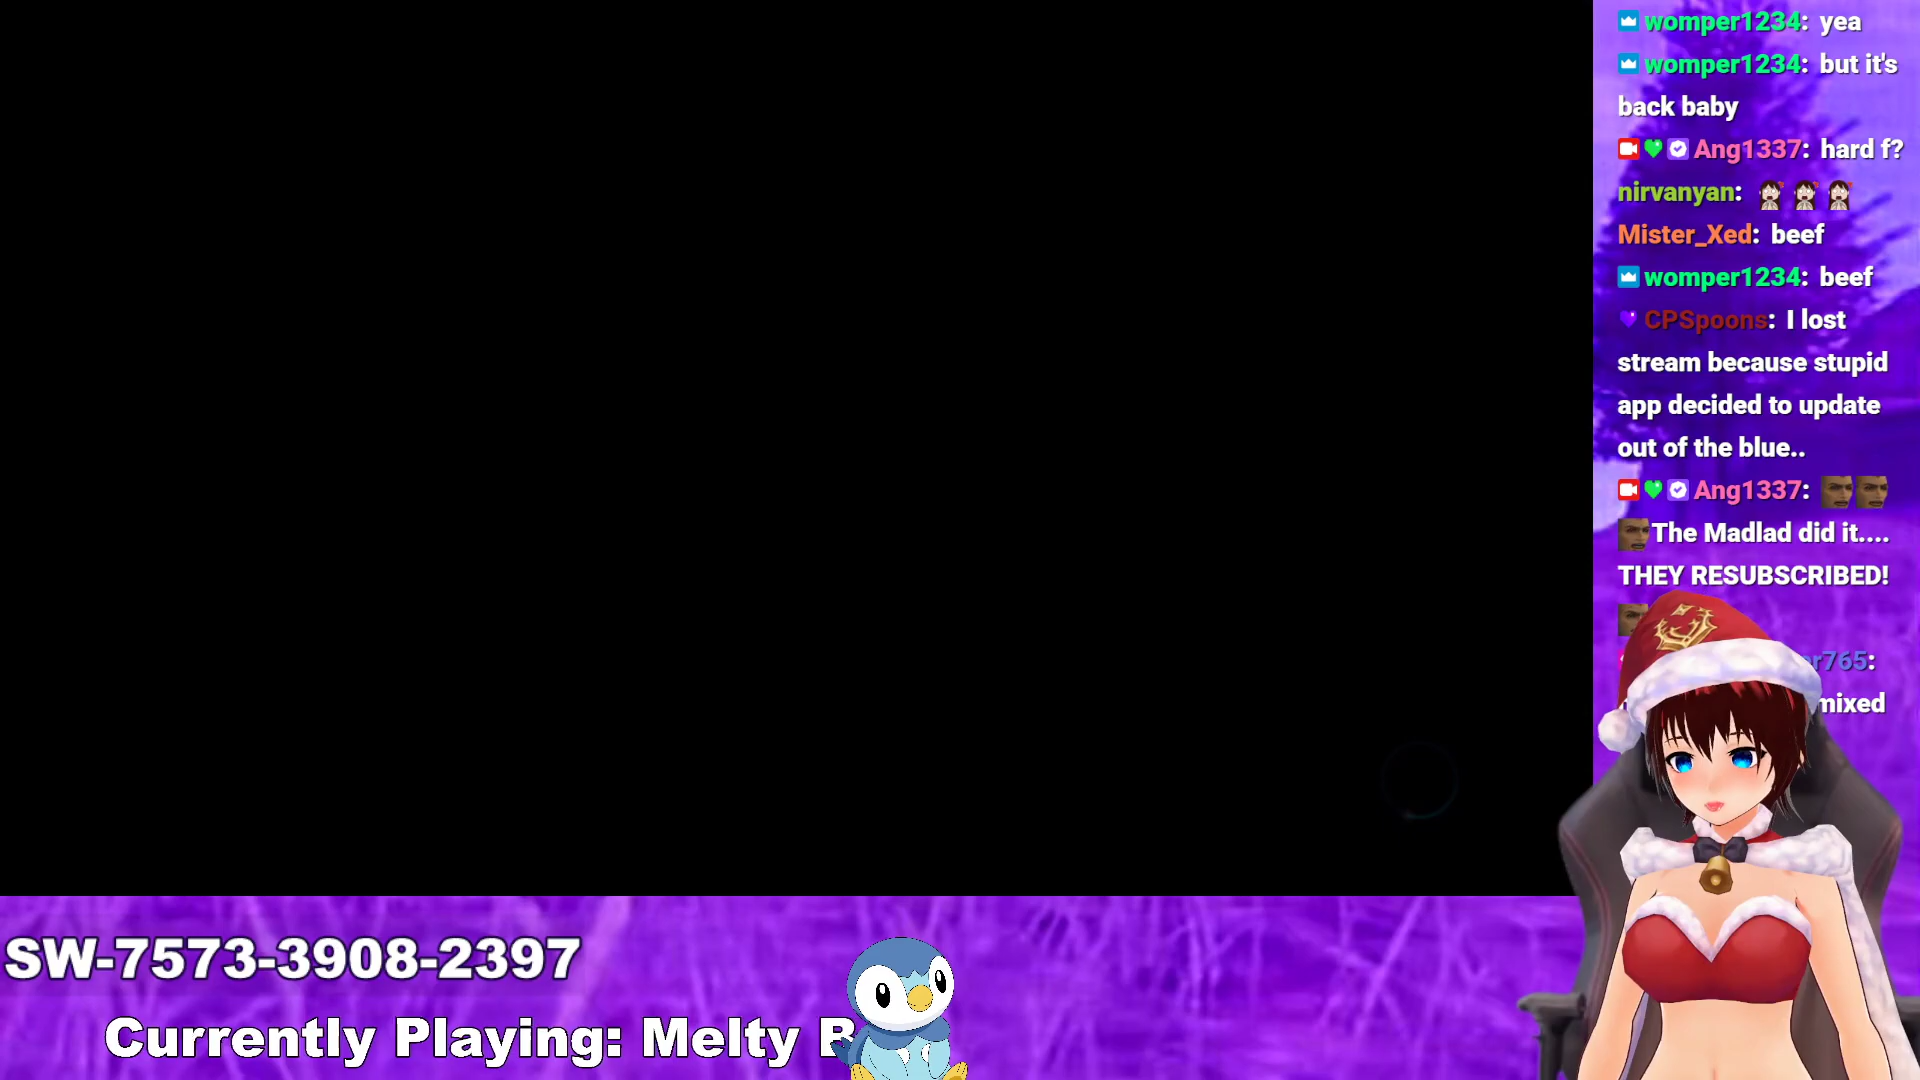 womper1234: yea
womper1234: but it's
back baby
Ang1337: hard f?
nirvanyan:
Mister_Xed: beef
womper1234: beef
CPSpoons: I lost
stream because stupid
app decided to update
out of the blue..
Ang1337:
The Madlad did it....
THEY RESUBSCRIBED!
r765:
mixed
SW-7573-3908-2397
Currently Playing: Melty B